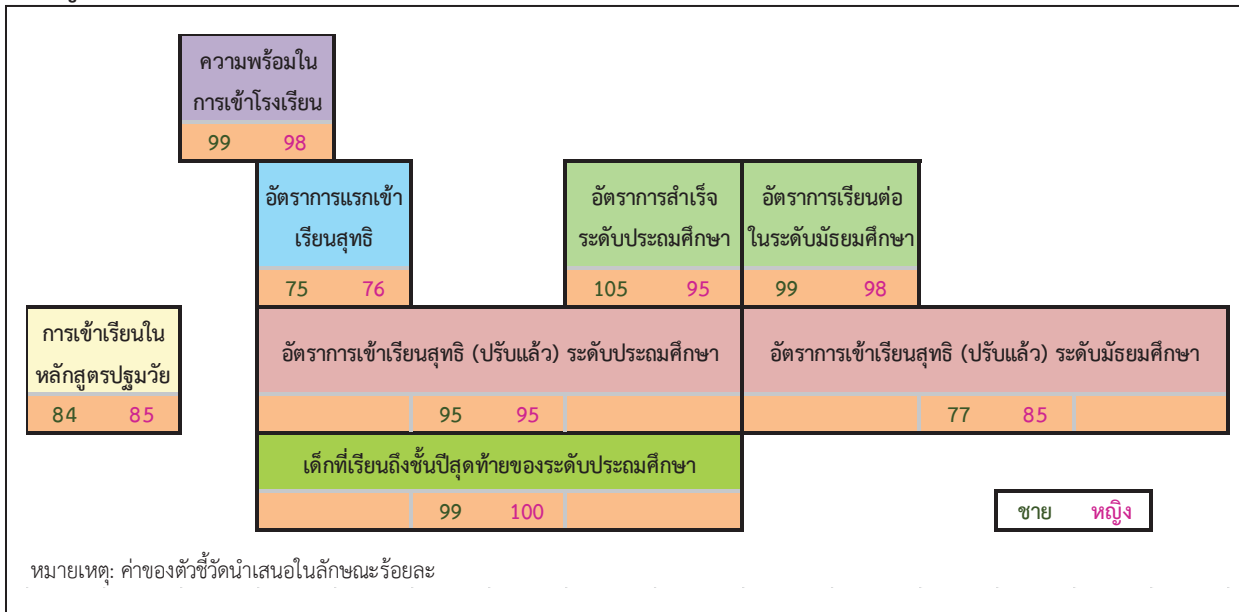 ความพร้อมใน
การเข้าโรงเรียน
99 98
อัตราการแรกเข้า
เรียนสุทธิ
75 76
อัตราการสำเร็จ
ระดับประถมศึกษา
105 95
อัตราการเรียนต่อ
ในระดับมัธยมศึกษา
99 98
การเข้าเรียนใน
หลักสูตรปฐมวัย
84 85
อัตราการเข้าเรียนสุทธิ (ปรับแล้ว) ระดับประถมศึกษา
95 95
อัตราการเข้าเรียนสุทธิ (ปรับแล้ว) ระดับมัธยมศึกษา
77 85
เด็กที่เรียนถึงชั้นปีสุดท้ายของระดับประถมศึกษา
99 100
ชาย หญิง
หมายเหตุ: ค่าของตัวชี้วัดนำเสนอในลักษณะร้อยละ